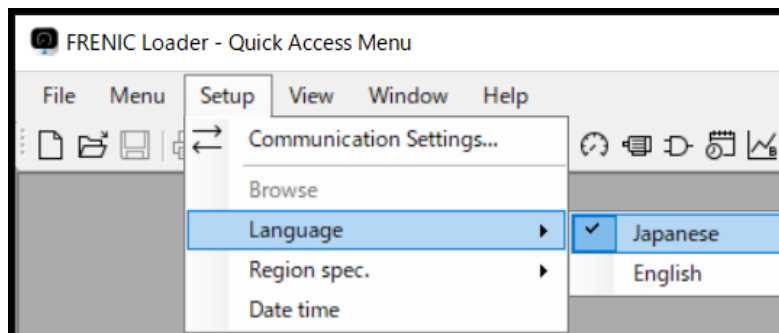 FRENIC Loader - Quick Access Menu
File Menu Setup View Window Help
Communication Settings...
Browse
Language
Japanese
Region spec.
English
Date time